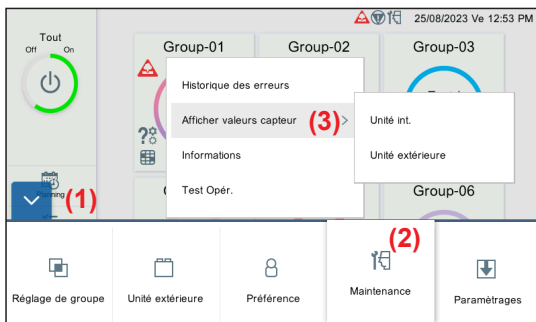 25/08/2023 Ve 12:53 PM
Tout
Off On
Group-01
Group-02
Group-03
Historique des erreurs
Afficher valeurs capteur (3) >
Unité int.
Informations
Unité extérieure
Test Opér.
Group-06
(1)
(2)
Réglage de groupe
Unité extérieure
Préférence
Maintenance
Paramètrages